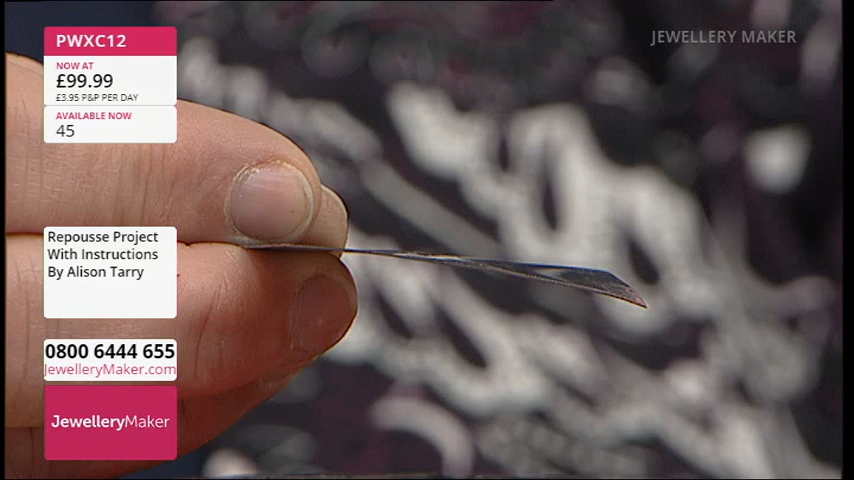 PWXC12
NOW AT
£99.99
£3.95 P&P PER DAY
AVAILABLE NOW
45
JEWELLERY MAKER
Repousse Project
With Instructions
By Alison Tarry
0800 6444 655
JewelleryMaker.com
JewelleryMaker